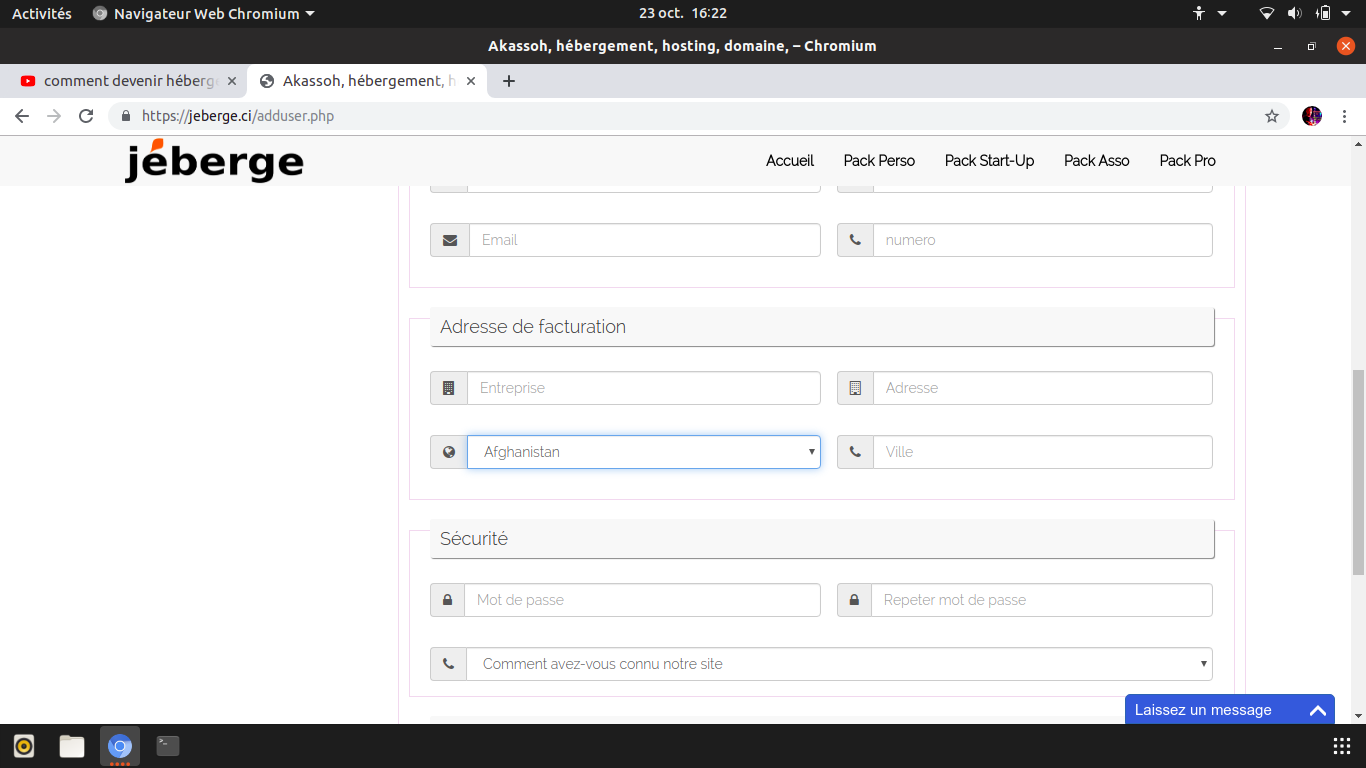 Activités Navigateur Web Chromium 23 oct. 16:22
Akassoh, hébergement, hosting, domaine, – Chromium
comment devenir héberge Akassoh, hébergement, h
https://jeberge.ci/adduser.php
jéberge Accueil Pack Perso Pack Start-Up Pack Asso Pack Pro
Email numero
Adresse de facturation
Entreprise Adresse
Afghanistan Ville
Sécurité
Mot de passe Repeter mot de passe
Comment avez-vous connu notre site
Laissez un message